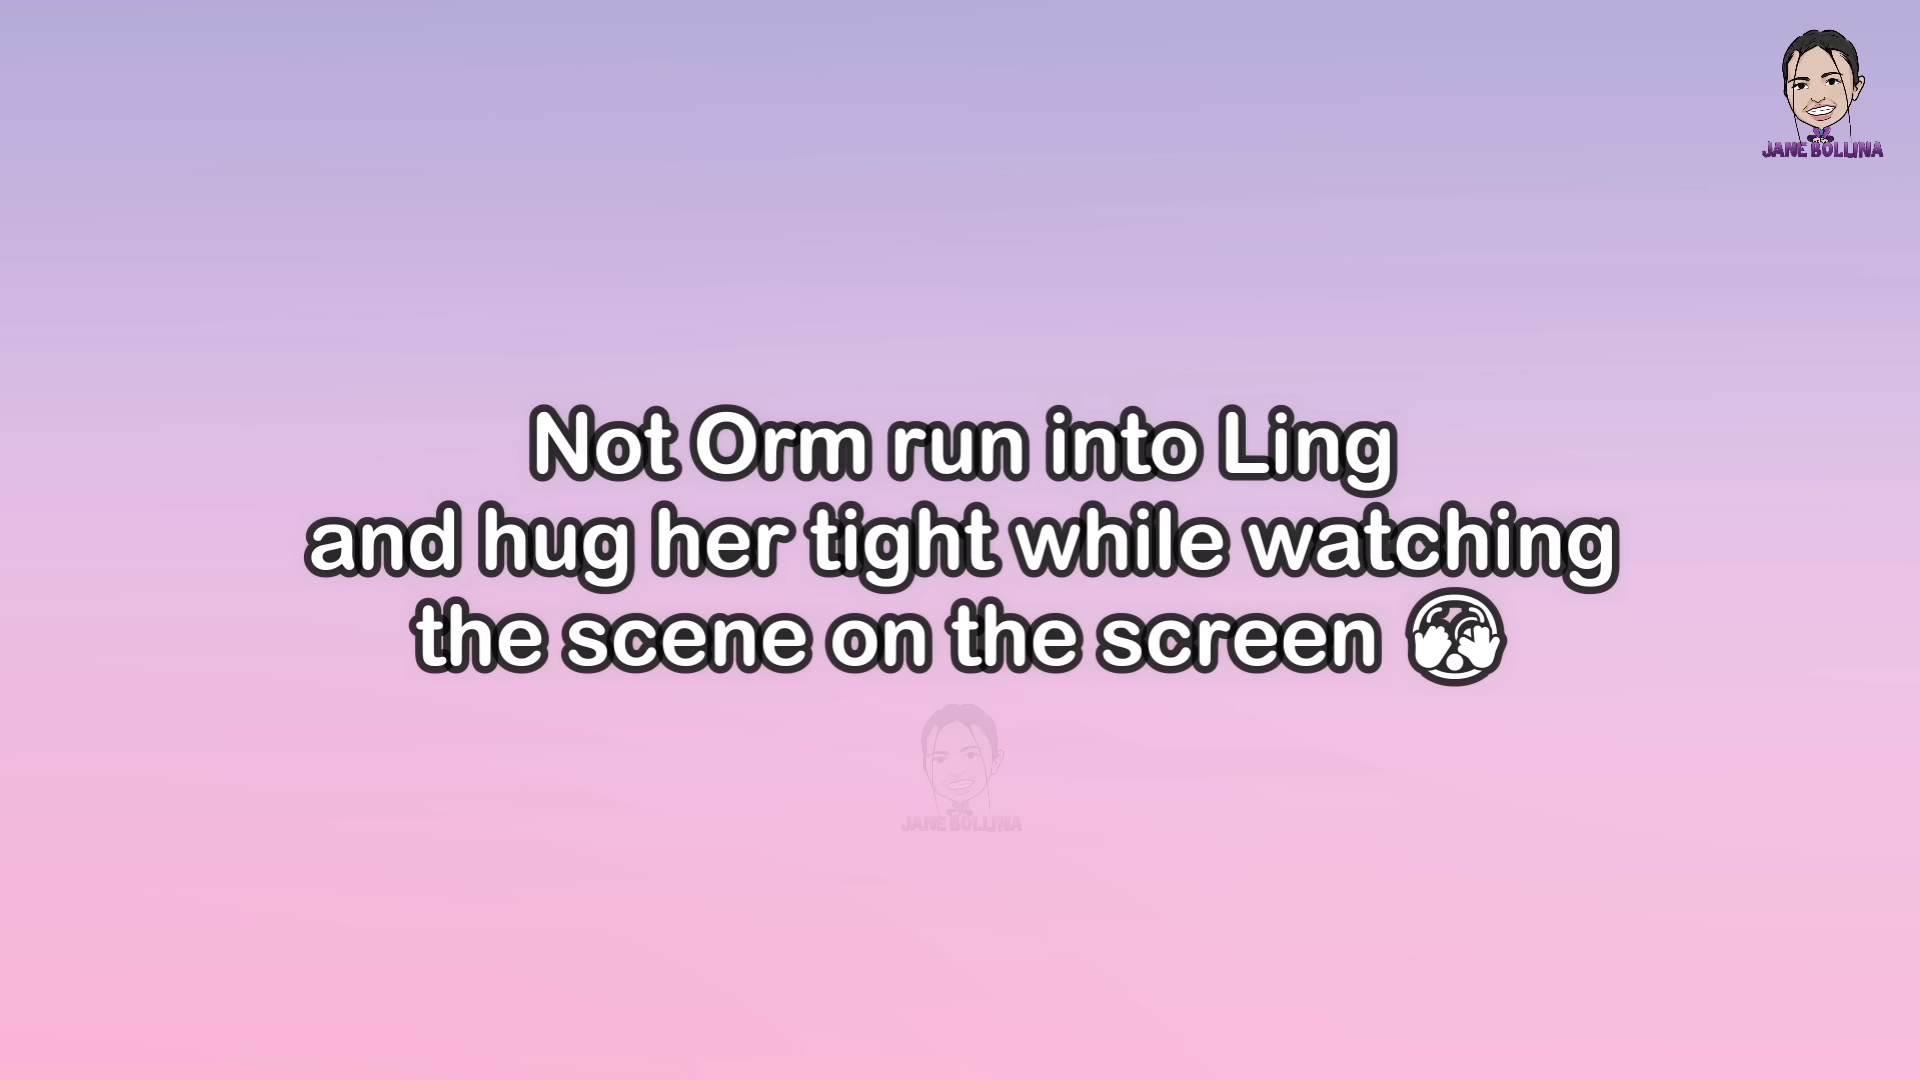 JANE BOLLINA
Not Orm run into Ling
and hug her tight while watching
the scene on the screen 🫣
JANE BOLLINA